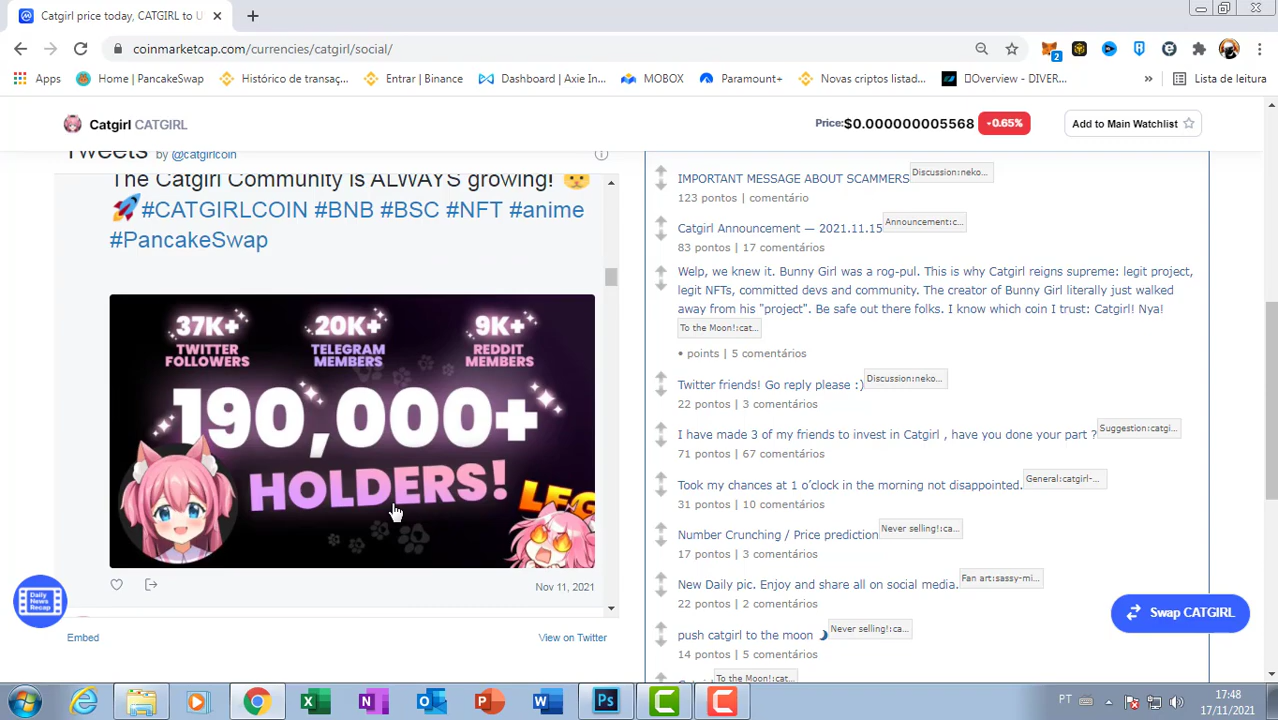 Catgirl price today, CATGIRL to U
coinmarketcap.com/currencies/catgirl/social/
2
Apps
Home | PancakeSwap
Histórico de transaç...
Entrar | Binance
Dashboard | Axie In...
MOBOX
Paramount+
Novas criptos listad...
Overview - DIVER...
»
Lista de leitura
Catgirl CATGIRL
Price:$0.000000005568
0.65%
Add to Main Watchlist
Tweets by @catgirlcoin
The Catgirl Community is ALWAYS growing!
#CATGIRLCOIN #BNB #BSC #NFT #anime
#PancakeSwap
37K+
TWITTER
FOLLOWERS
20K+
TELEGRAM
MEMBERS
9K+
REDDIT
MEMBERS
190,000+
HOLDERS!
Nov 11, 2021
Embed
View on Twitter
Daily
News
Recap
IMPORTANT MESSAGE ABOUT SCAMMERS Discussion:neko...
123 pontos | comentário
Catgirl Announcement — 2021.11.15 Announcement:c...
83 pontos | 17 comentários
Welp, we knew it. Bunny Girl was a rog-pul. This is why Catgirl reigns supreme: legit project,
legit NFTs, committed devs and community. The creator of Bunny Girl literally just walked
away from his "project". Be safe out there folks. I know which coin I trust: Catgirl! Nya!
To the Moon!:cat...
• points | 5 comentários
Twitter friends! Go reply please :) Discussion:neko...
22 pontos | 3 comentários
I have made 3 of my friends to invest in Catgirl , have you done your part ? Suggestion:catgi...
71 pontos | 67 comentários
Took my chances at 1 o'clock in the morning not disappointed. General:catgirl-...
31 pontos | 10 comentários
Number Crunching / Price prediction Never selling!:ca...
17 pontos | 3 comentários
New Daily pic. Enjoy and share all on social media. Fan art:sassy-mi...
22 pontos | 2 comentários
push catgirl to the moon Never selling!:ca...
14 pontos | 5 comentários
To the Moon!:cat...
Swap CATGIRL
PT
17:48
17/11/2021